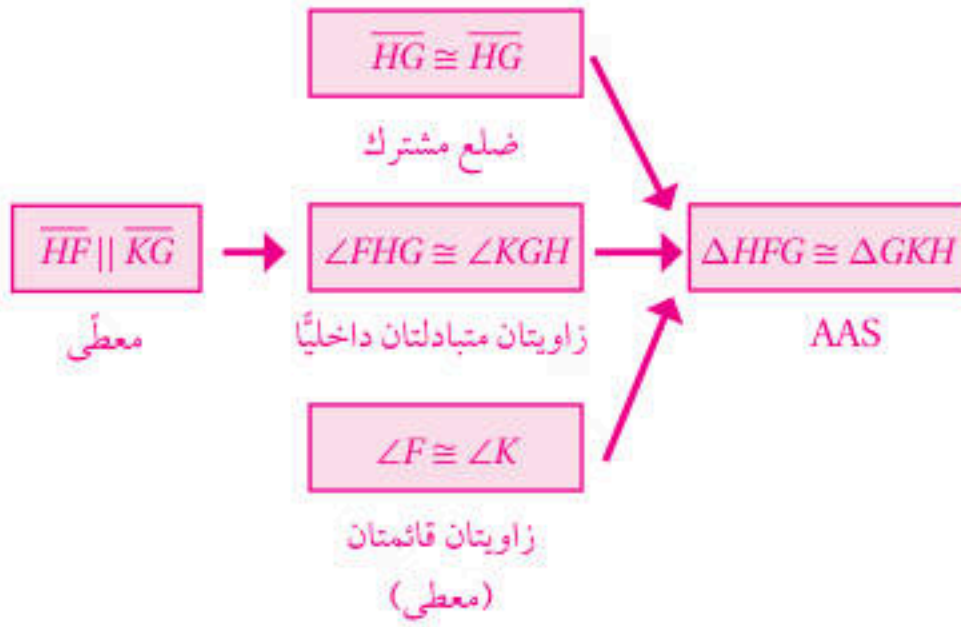 HG ≅ HG
ضلع مشترك
HF || KG
معطًى
∠FHG ≅ ∠KGH
زاويتان متبادلتان داخليًّا
∠F ≅ ∠K
زاويتان قائمتان
(معطى)
ΔHFG ≅ ΔGKH
AAS